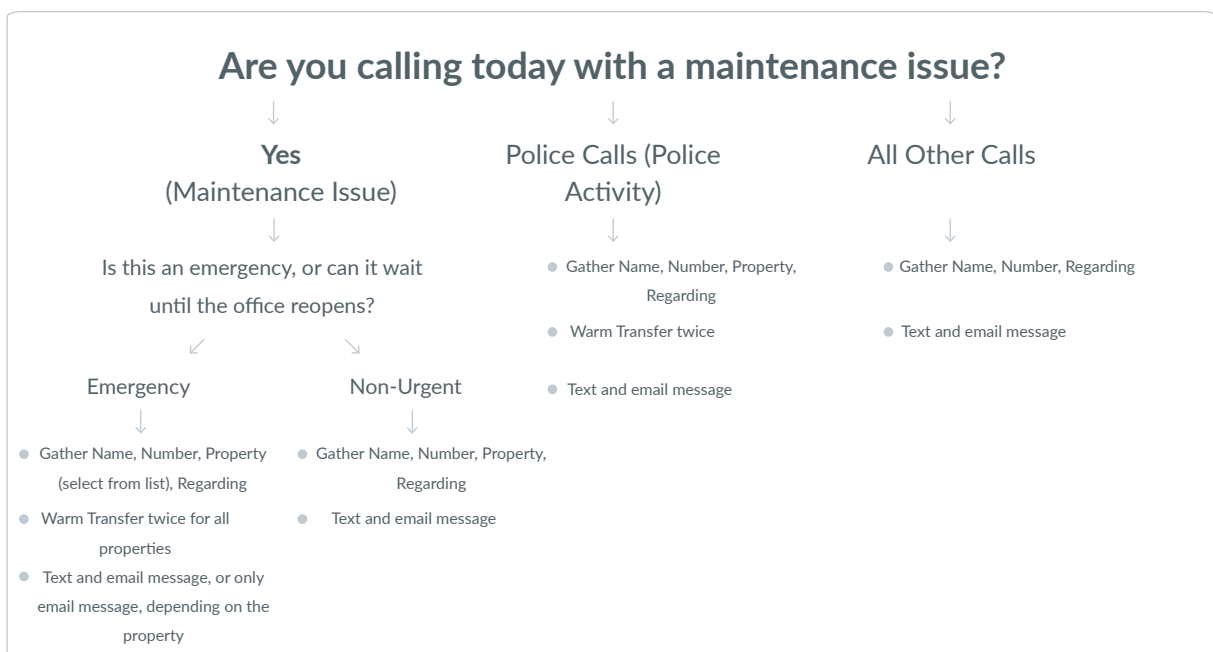 Are you calling today with a maintenance issue?
Yes
(Maintenance Issue)
Is this an emergency, or can it wait
until the office reopens?
Emergency
Gather Name, Number, Property
(select from list), Regarding
Warm Transfer twice for all
properties
Text and email message, or only
email message, depending on the
property
Non-Urgent
Gather Name, Number, Property,
Regarding
Text and email message
Police Calls (Police
Activity)
Gather Name, Number, Property,
Regarding
Warm Transfer twice
Text and email message
All Other Calls
Gather Name, Number, Regarding
Text and email message